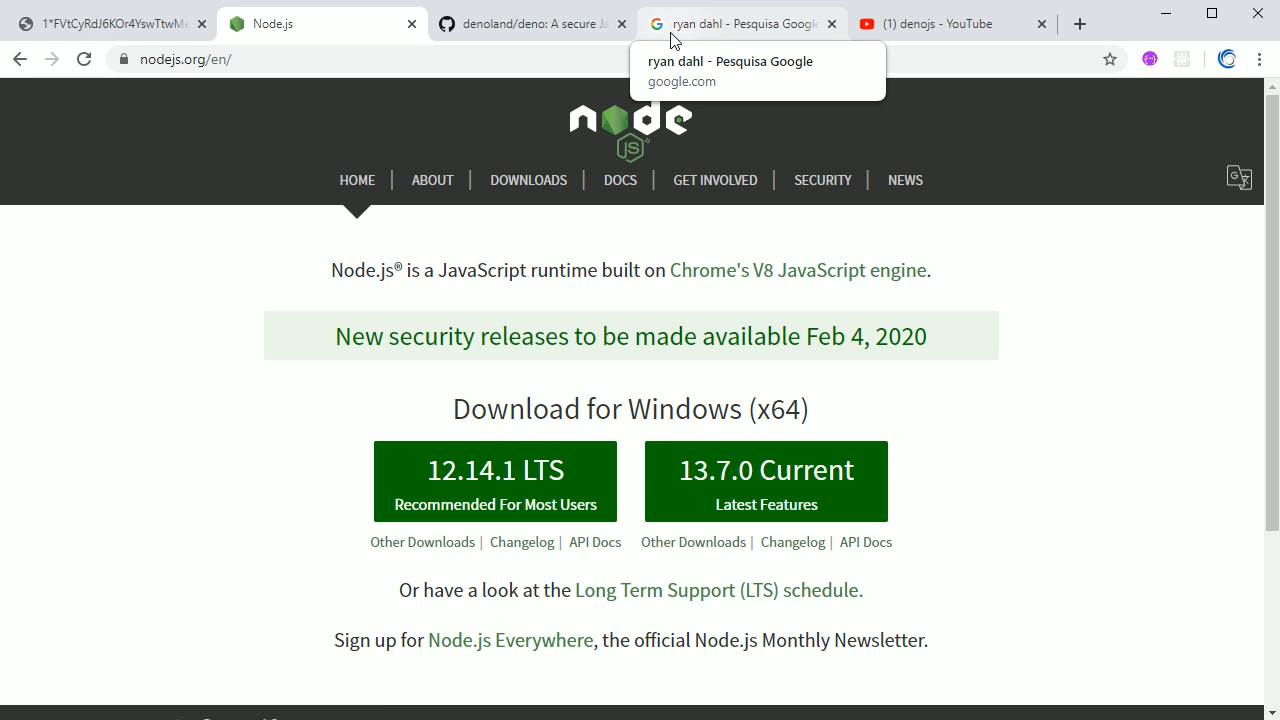 1*FVtCyRdJ6KOr4YswTtwMe
Node.js
denoland/deno: A secure Ja
ryan dahl - Pesquisa Google
(1) denojs - YouTube
nodejs.org/en/
ryan dahl - Pesquisa Google
google.com
node
JS
HOME | ABOUT | DOWNLOADS | DOCS | GET INVOLVED | SECURITY | NEWS
Node.js® is a JavaScript runtime built on Chrome's V8 JavaScript engine.
New security releases to be made available Feb 4, 2020
Download for Windows (x64)
12.14.1 LTS
Recommended For Most Users
13.7.0 Current
Latest Features
Other Downloads | Changelog | API Docs
Other Downloads | Changelog | API Docs
Or have a look at the Long Term Support (LTS) schedule.
Sign up for Node.js Everywhere, the official Node.js Monthly Newsletter.